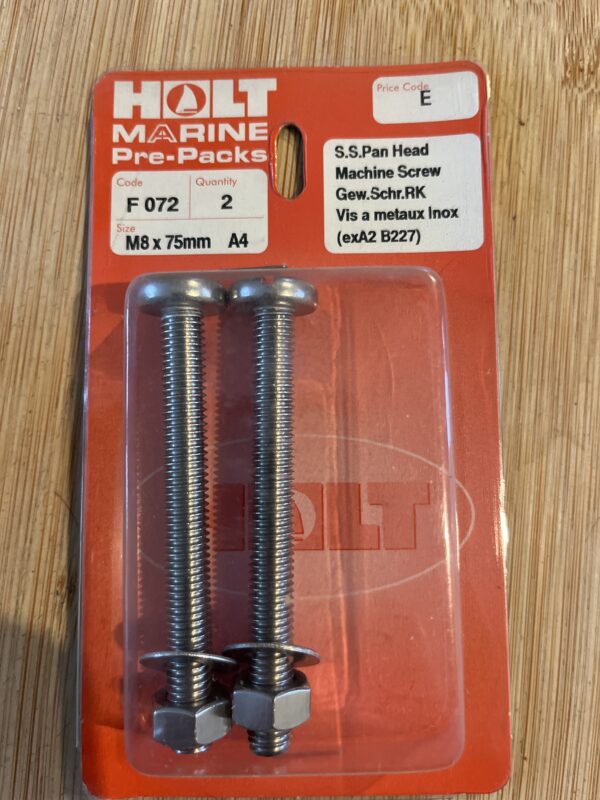 HOLT
MARINE
Pre-Packs
Price Code
E
Code
Quantity
F 072
2
Size
M8 x 75mm A4
S.S.Pan Head
Machine Screw
Gew.Schr.RK
Vis a metaux Inox
(exA2 B227)
HOLT